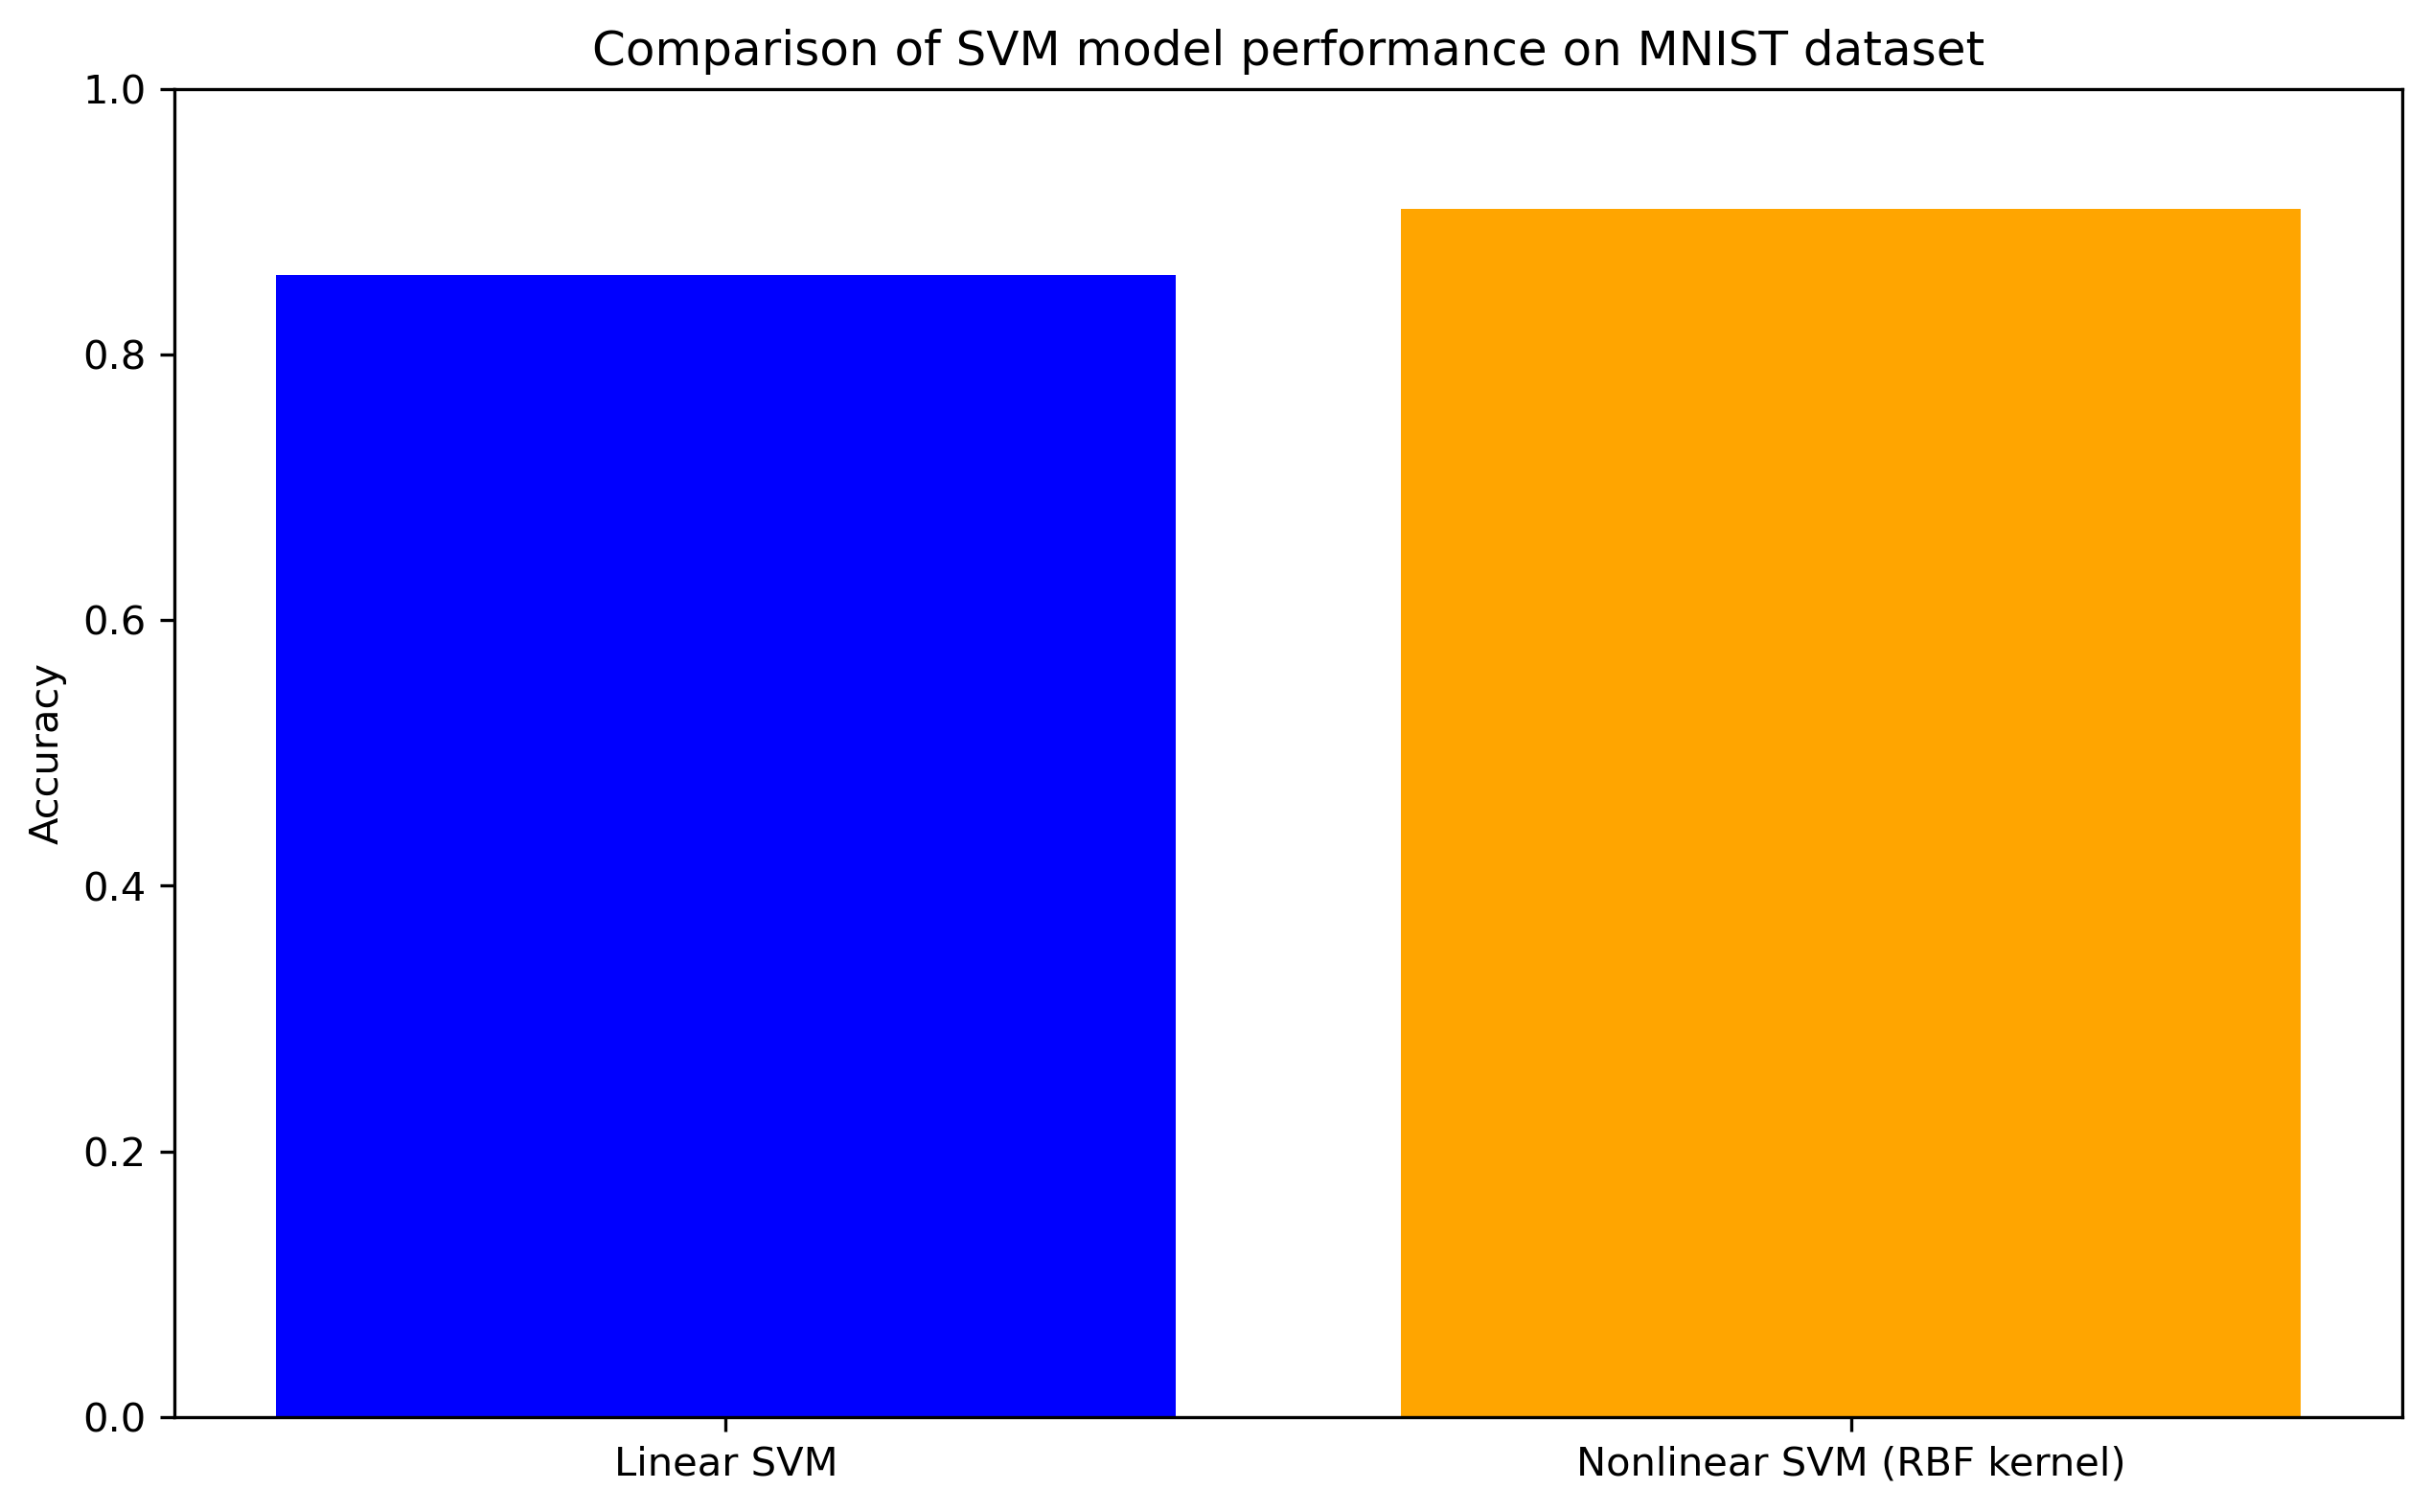 Comparison of SVM model performance on MNIST dataset
1.0
0.8
0.6
0.4
0.2
0.0
Accuracy
Linear SVM
Nonlinear SVM (RBF kernel)